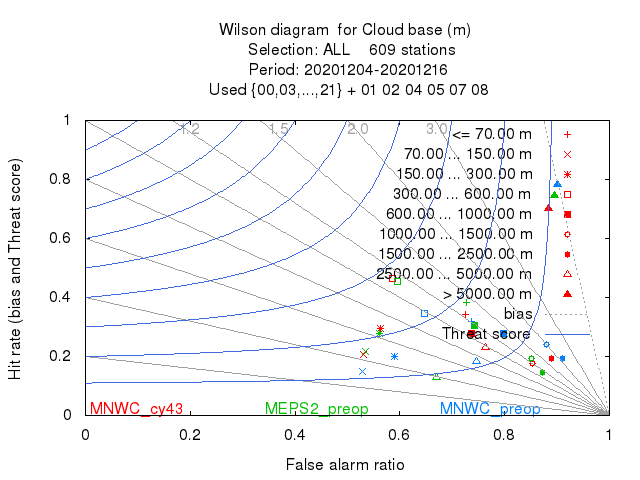 Wilson diagram  for Cloud base (m)
Selection: ALL    609 stations
Period: 20201204-20201216
Used {00,03,...,21} + 01 02 04 05 07 08
Hit rate (bias and Threat score)
1
0.8
0.6
0.4
0.2
0
1.2
1.5
2.0
3.0
<= 70.00 m
70.00 ... 150.00 m
150.00 ... 300.00 m
300.00 ... 600.00 m
600.00 ... 1000.00 m
1000.00 ... 1500.00 m
1500.00 ... 2500.00 m
2500.00 ... 5000.00 m
> 5000.00 m
bias
Threat score
MNWC_cy43
MEPS2_preop
MNWC_preop
0
0.2
0.4
0.6
0.8
1
False alarm ratio